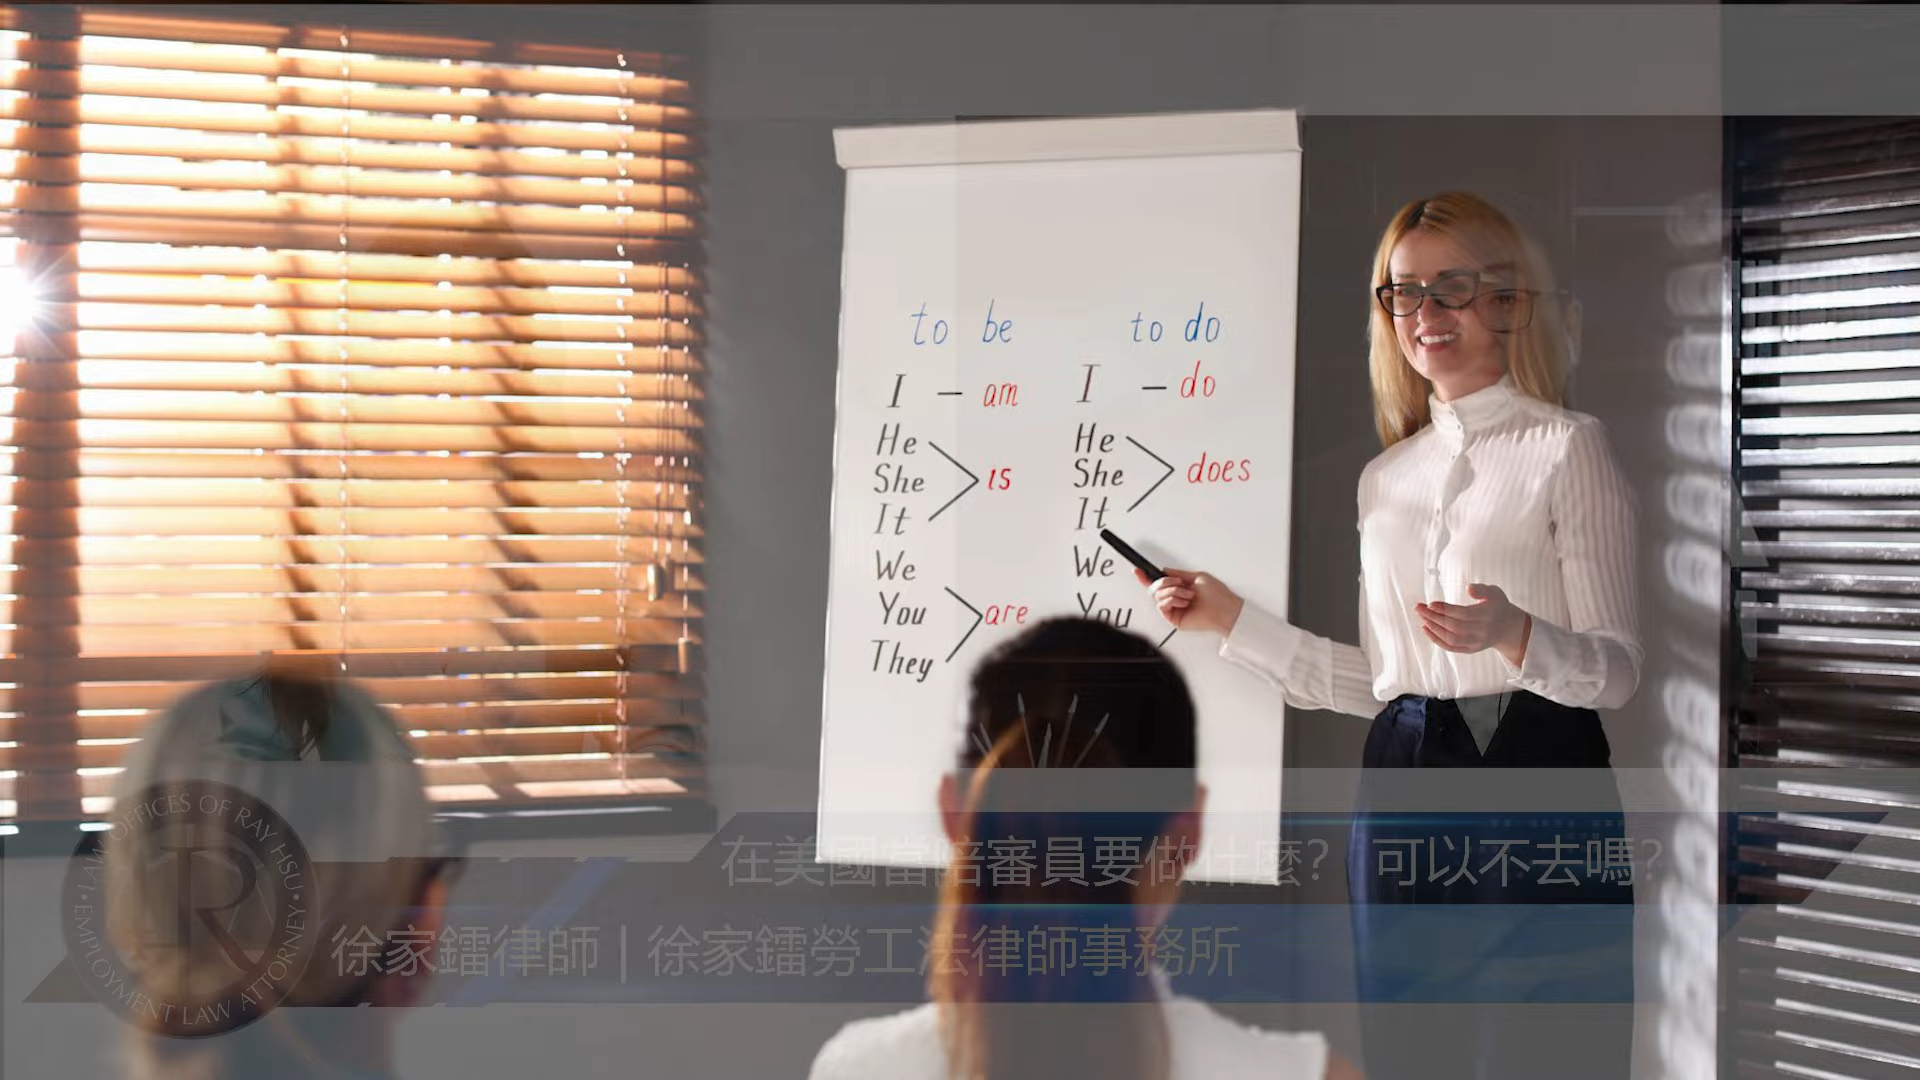 to be to do
I – am I – do
He He
She is She does
It It
We We
You are You
They
在美國當陪審員要做什麼? 可以不去嗎?
徐家鐳律師 | 徐家鐳勞工法律師事務所
LAW OFFICES OF RAY HSU
EMPLOYMENT LAW ATTORNEY